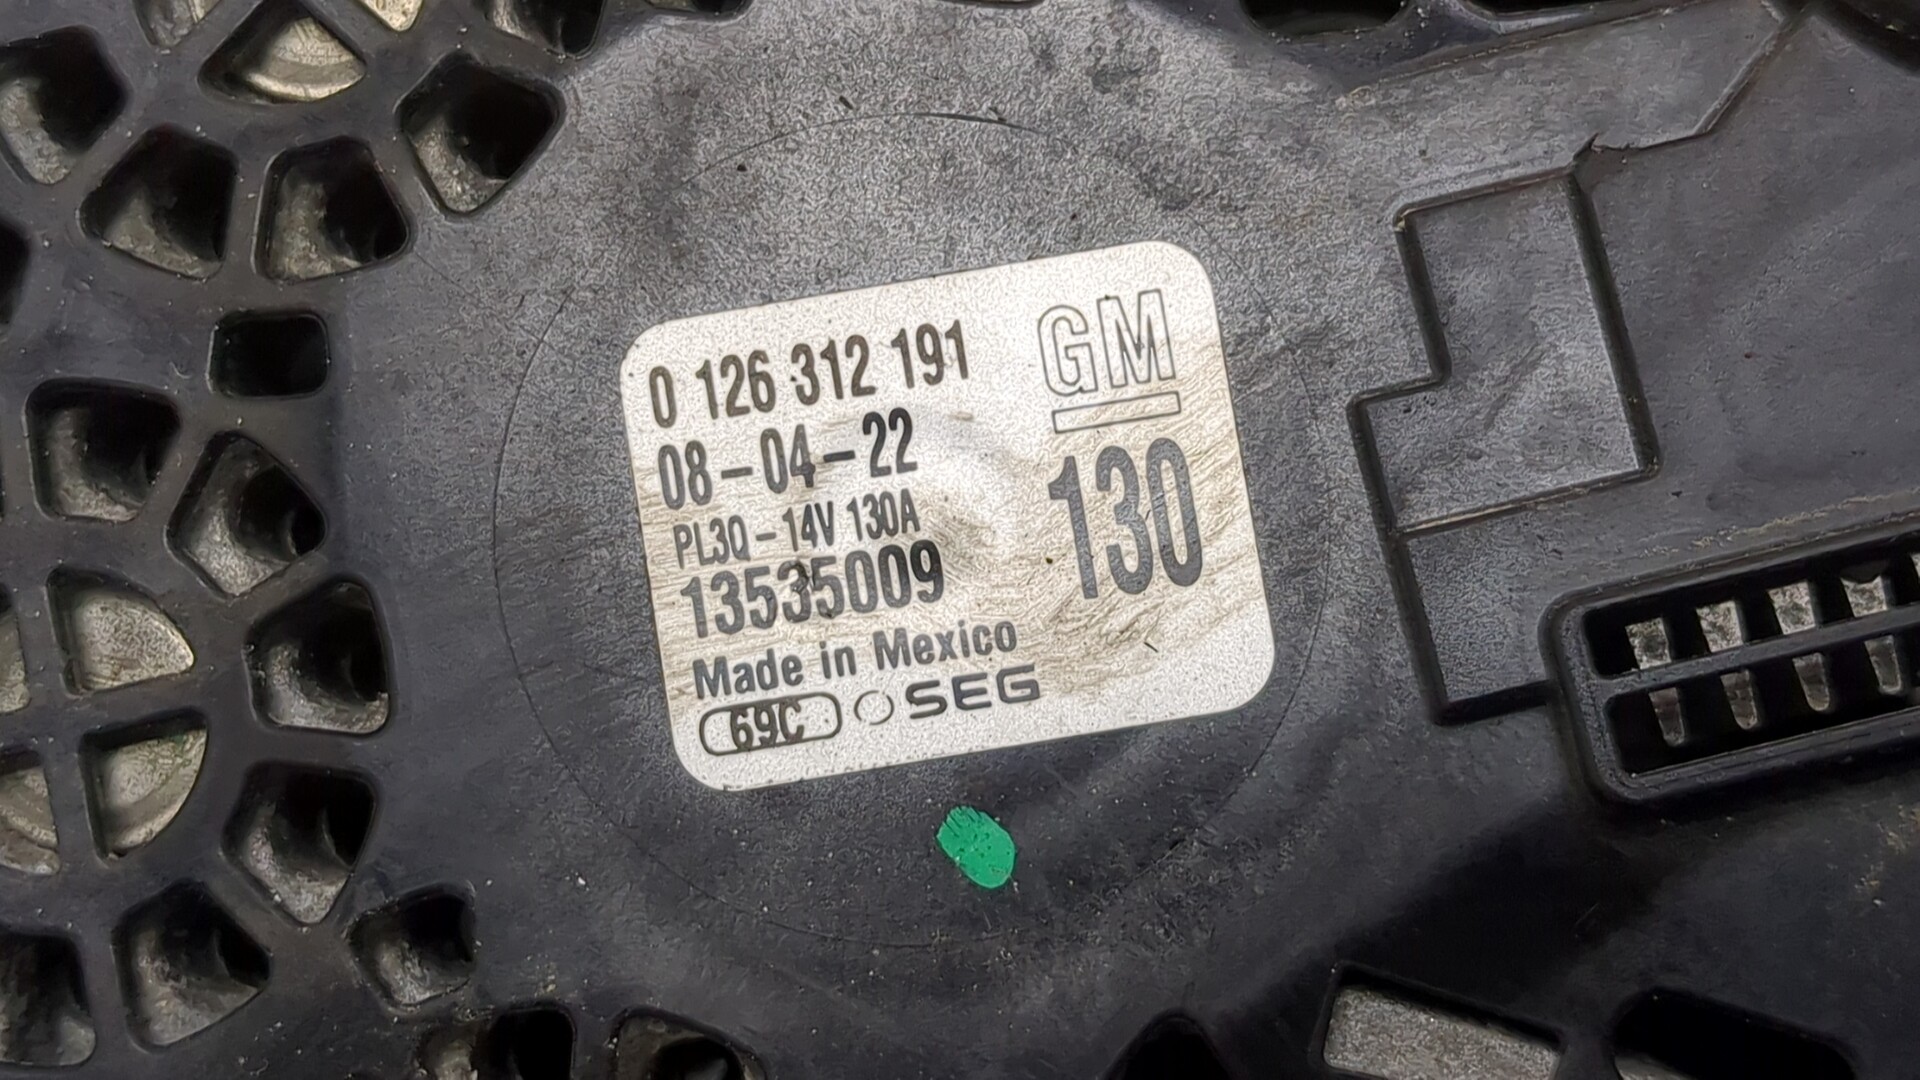 0 126 312 191
08-04-22
PL3Q-14V 130A
13535009
Made in Mexico
69C SEG
GM
130